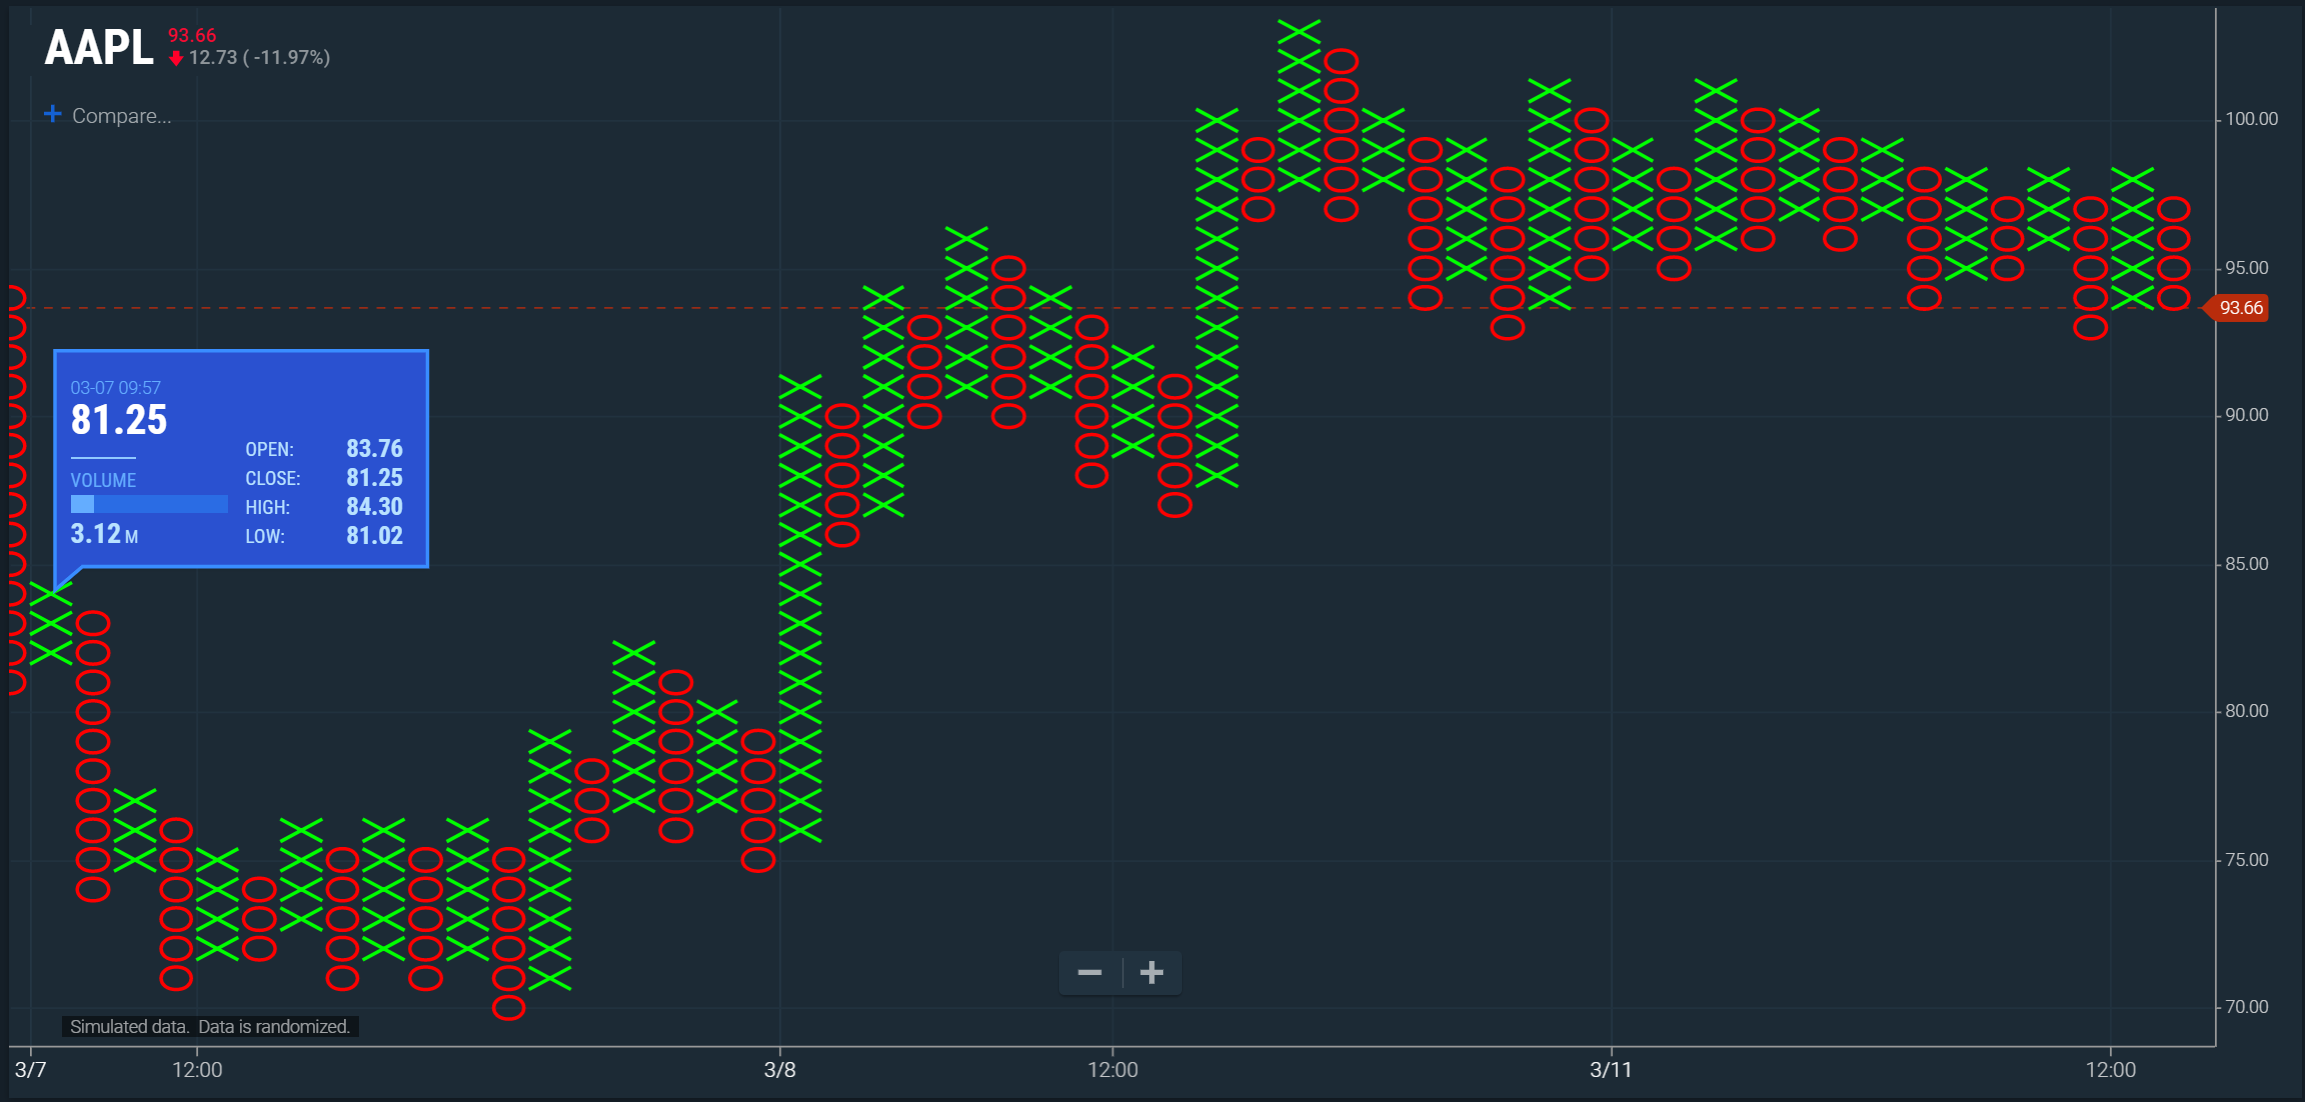 AAPL 93.66
12.73 ( -11.97%)
+ Compare...
100.00
95.00
93.66
90.00
85.00
80.00
75.00
70.00
03-07 09:57
81.25
VOLUME
3.12 M
OPEN: 83.76
CLOSE: 81.25
HIGH: 84.30
LOW: 81.02
Simulated data. Data is randomized.
3/7 12:00 3/8 12:00 3/11 12:00